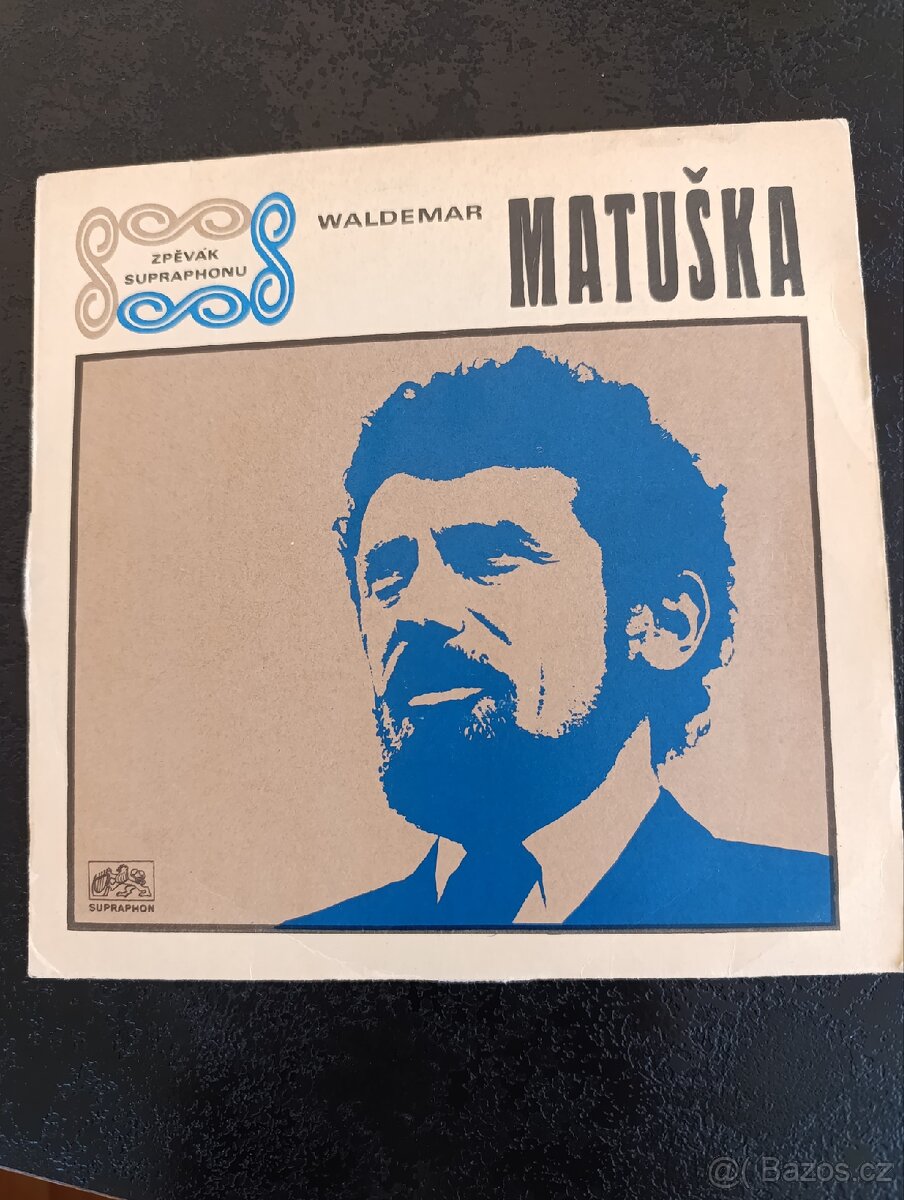 ZPĚVÁK
SUPRAPHONU
WALDEMAR
MATUŠKA
SUPRAPHON
@( Bazos.cz